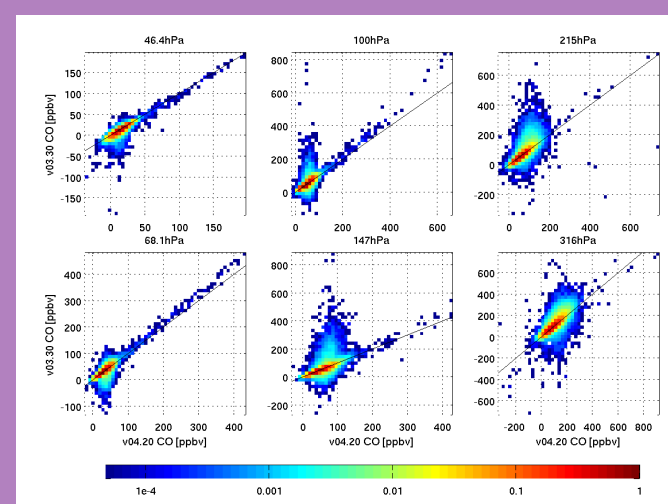 46.4hPa 100hPa 215hPa
150
100
50
0
-50
-100
-150
v03.30 CO [ppbv]
0 50 100 150
800
600
400
200
0
0 200 400 600
600
400
200
0
-200
0 200 400 600
68.1hPa 147hPa 316hPa
400
300
200
100
0
-100
v03.30 CO [ppbv]
0 100 200 300 400
v04.20 CO [ppbv]
800
600
400
200
0
-200
0 100 200 300 400
v04.20 CO [ppbv]
600
400
200
0
-200
-400
-600
-200 0 200 400 600 800
v04.20 CO [ppbv]
1e-4 0.001 0.01 0.1 1